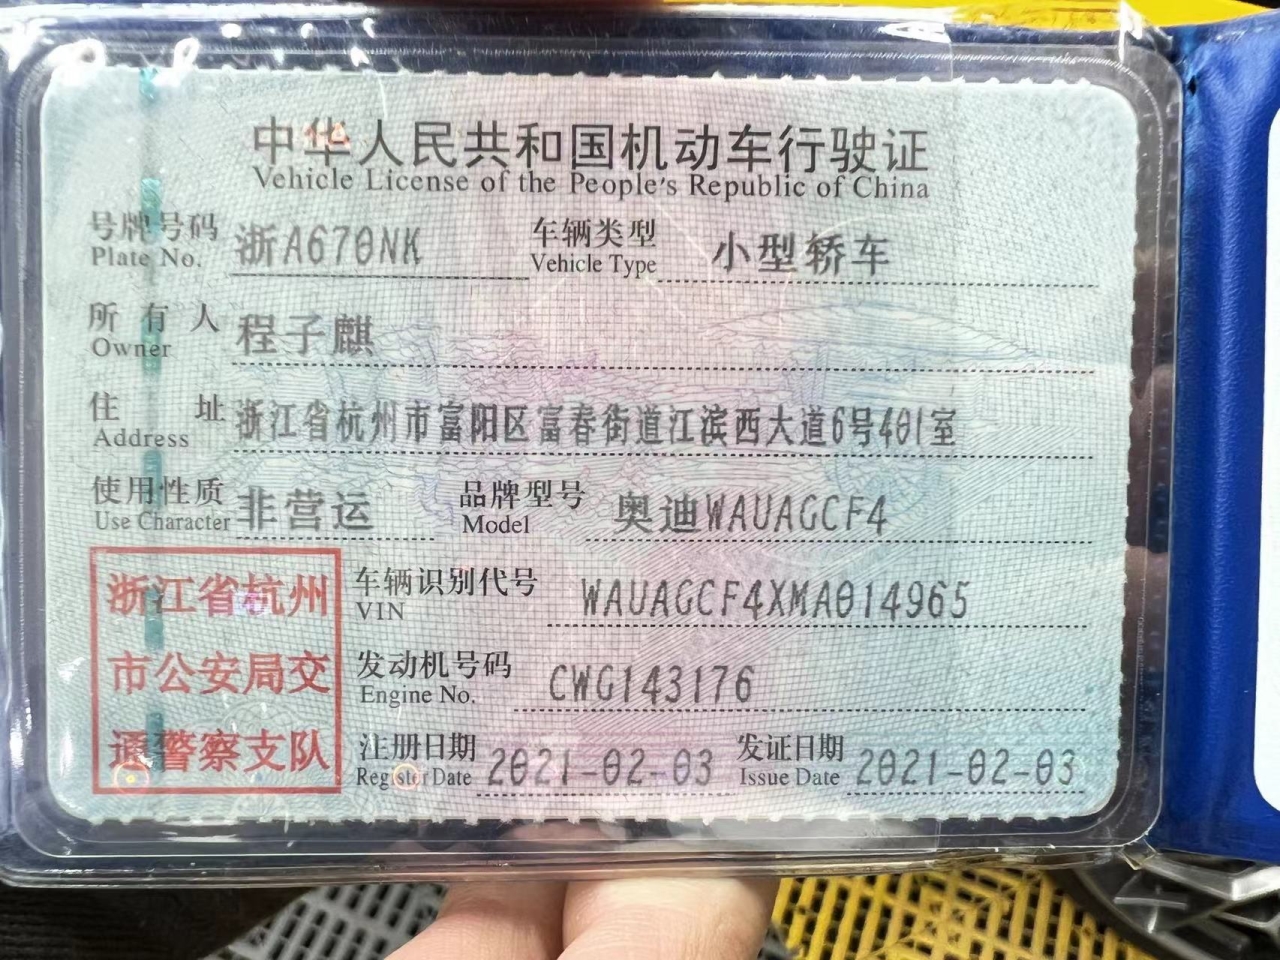 中华人民共和国机动车行驶证
Vehicle License of the People's Republic of China
号牌号码 浙A670NK 车辆类型 小型轿车
Plate No. Vehicle Type
所有人 程子麒
Owner
住址 浙江省杭州市富阳区富春街道江滨西大道6号401室
Address
使用性质 非营运 品牌型号 奥迪WAUAGCF4
Use Character Model
浙江省杭州
市公安局交
通警察支队
车辆识别代号 WAUAGCF4XMA014965
VIN
发动机号码 CWG143176
Engine No.
注册日期 2021-02-03 发证日期 2021-02-03
Register Date Issue Date